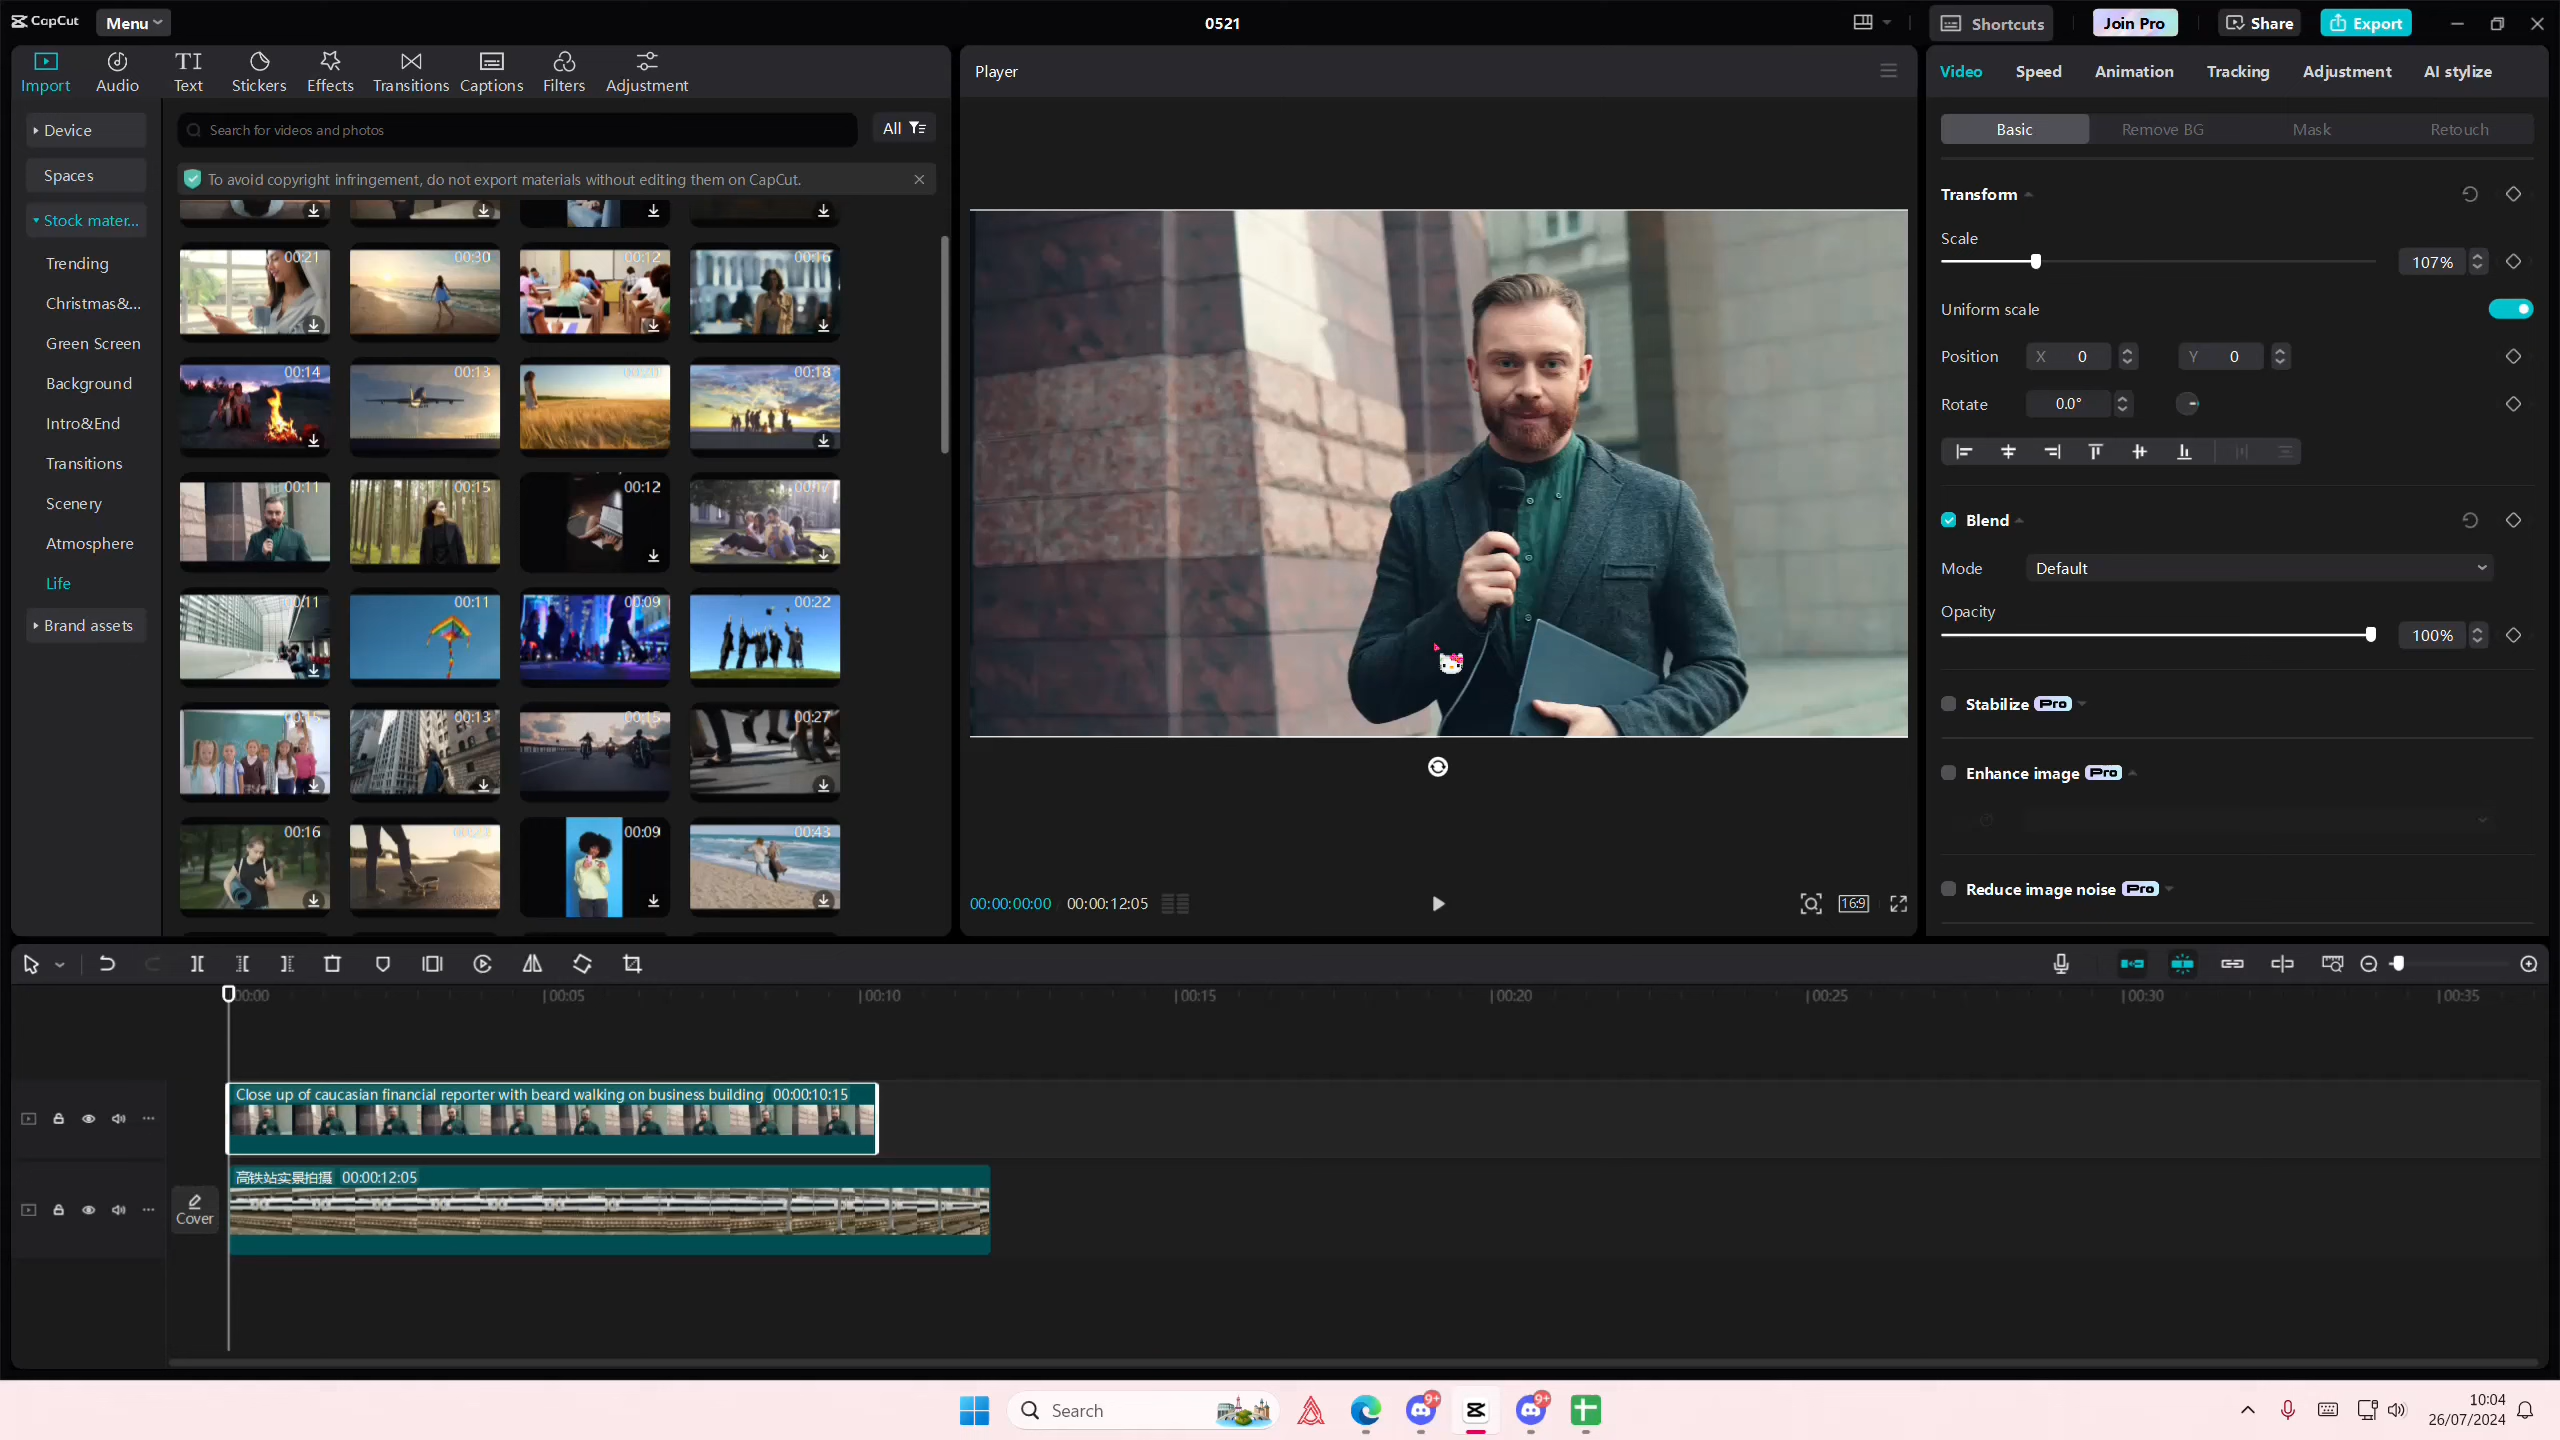 CapCut Menu 0521 Shortcuts Join Pro Share Export
Import Audio Text Stickers Effects Transitions Captions Filters Adjustment
Player
Video Speed Animation Tracking Adjustment AI stylize
Device
Search for videos and photos
All
Basic Remove BG Mask Retouch
Spaces
To avoid copyright infringement, do not export materials without editing them on CapCut.
Stock mater...
Trending
Christmas&...
Green Screen
Background
Intro&End
Transitions
Scenery
Atmosphere
Life
Brand assets
00:21 00:30 00:12 00:16
00:14 00:13 00:18
00:11 00:15 00:12
00:11 00:11 00:09 00:22
00:13 00:15 00:27
00:16 00:09 00:43
Transform
Scale
107%
Uniform scale
Position X 0 Y 0
Rotate 0.0°
Blend
Mode Default
Opacity
100%
Stabilize Pro
Enhance image Pro
Reduce image noise Pro
00:00:00:00 00:00:12:05
16:9
00:00 00:05 00:10 00:15 00:20 00:25 00:30 00:35
Close up of caucasian financial reporter with beard walking on business building 00:00:10:15
高铁站实景拍摄 00:00:12:05
Cover
Search
9+ 9+
10:04
26/07/2024